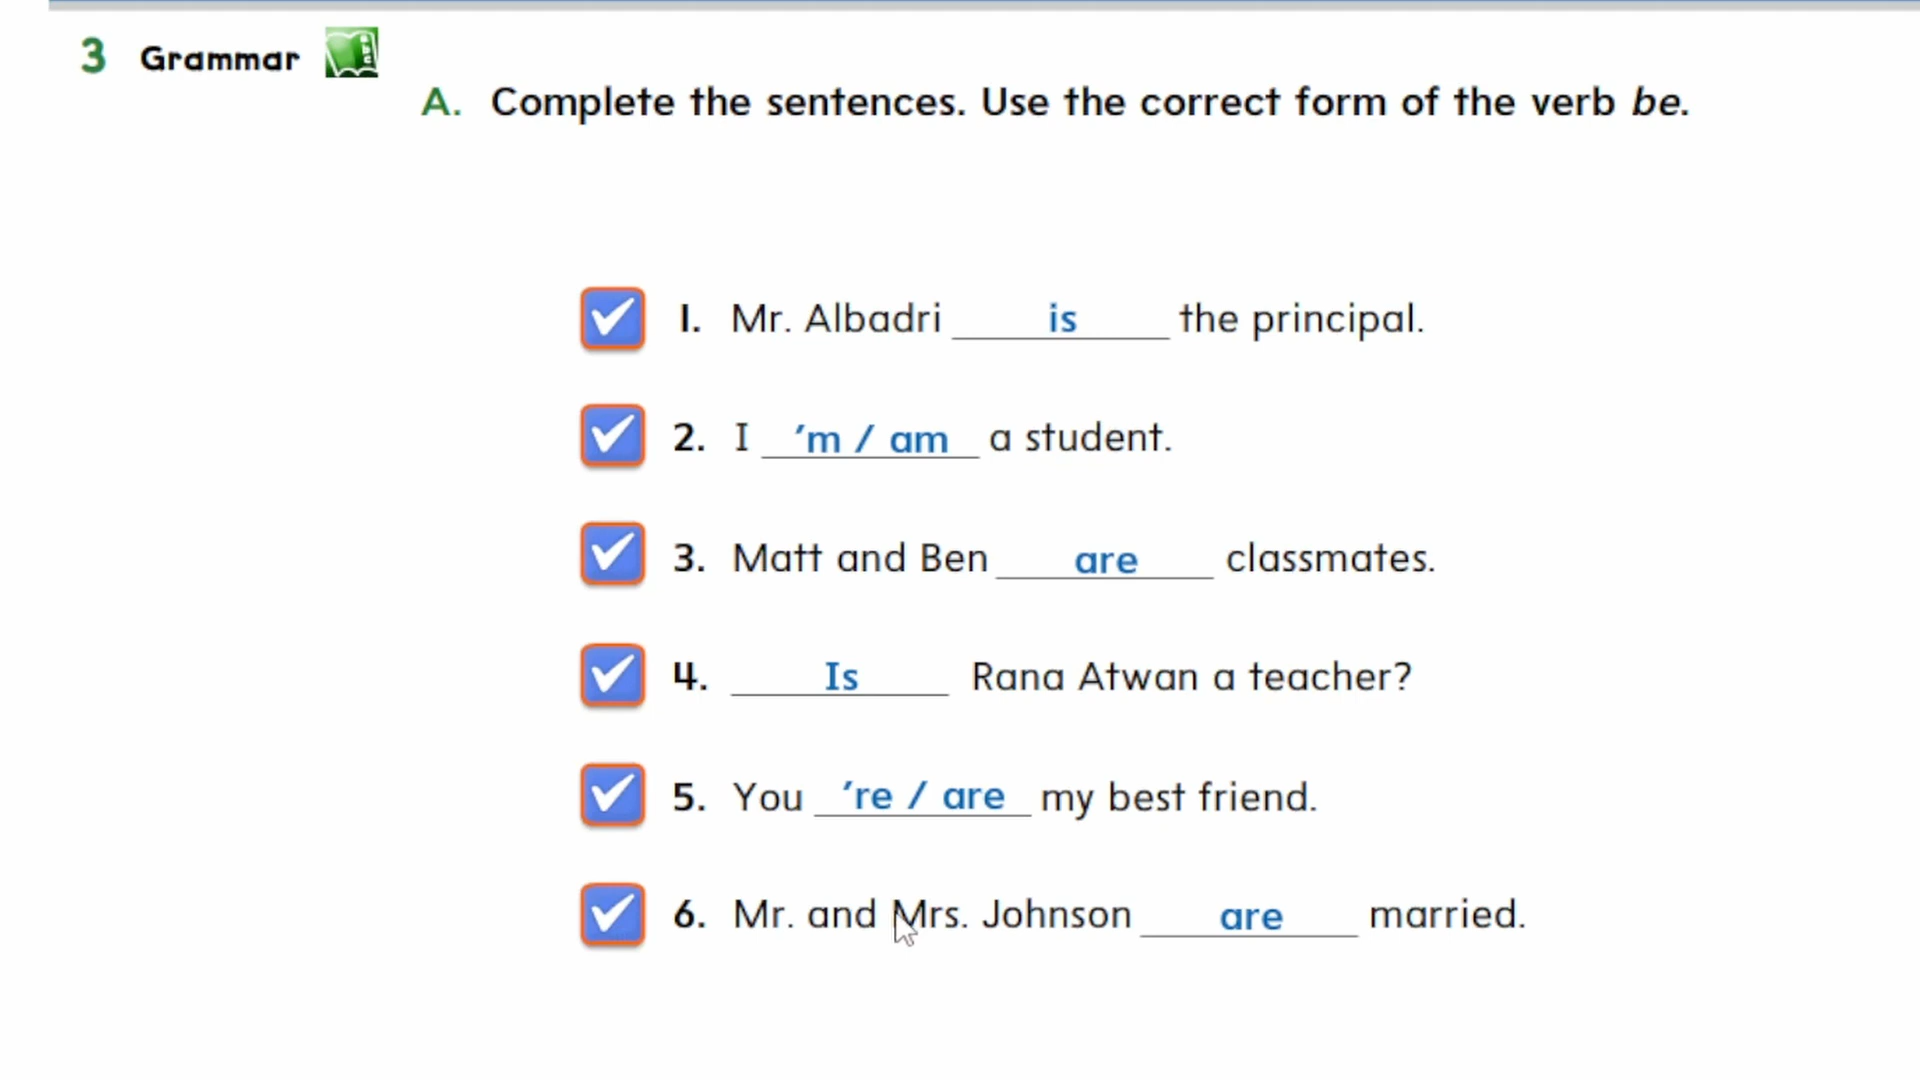 3 Grammar
A. Complete the sentences. Use the correct form of the verb be.
1. Mr. Albadri is the principal.
2. I 'm / am a student.
3. Matt and Ben are classmates.
4. Is Rana Atwan a teacher?
5. You 're / are my best friend.
6. Mr. and Mrs. Johnson are married.